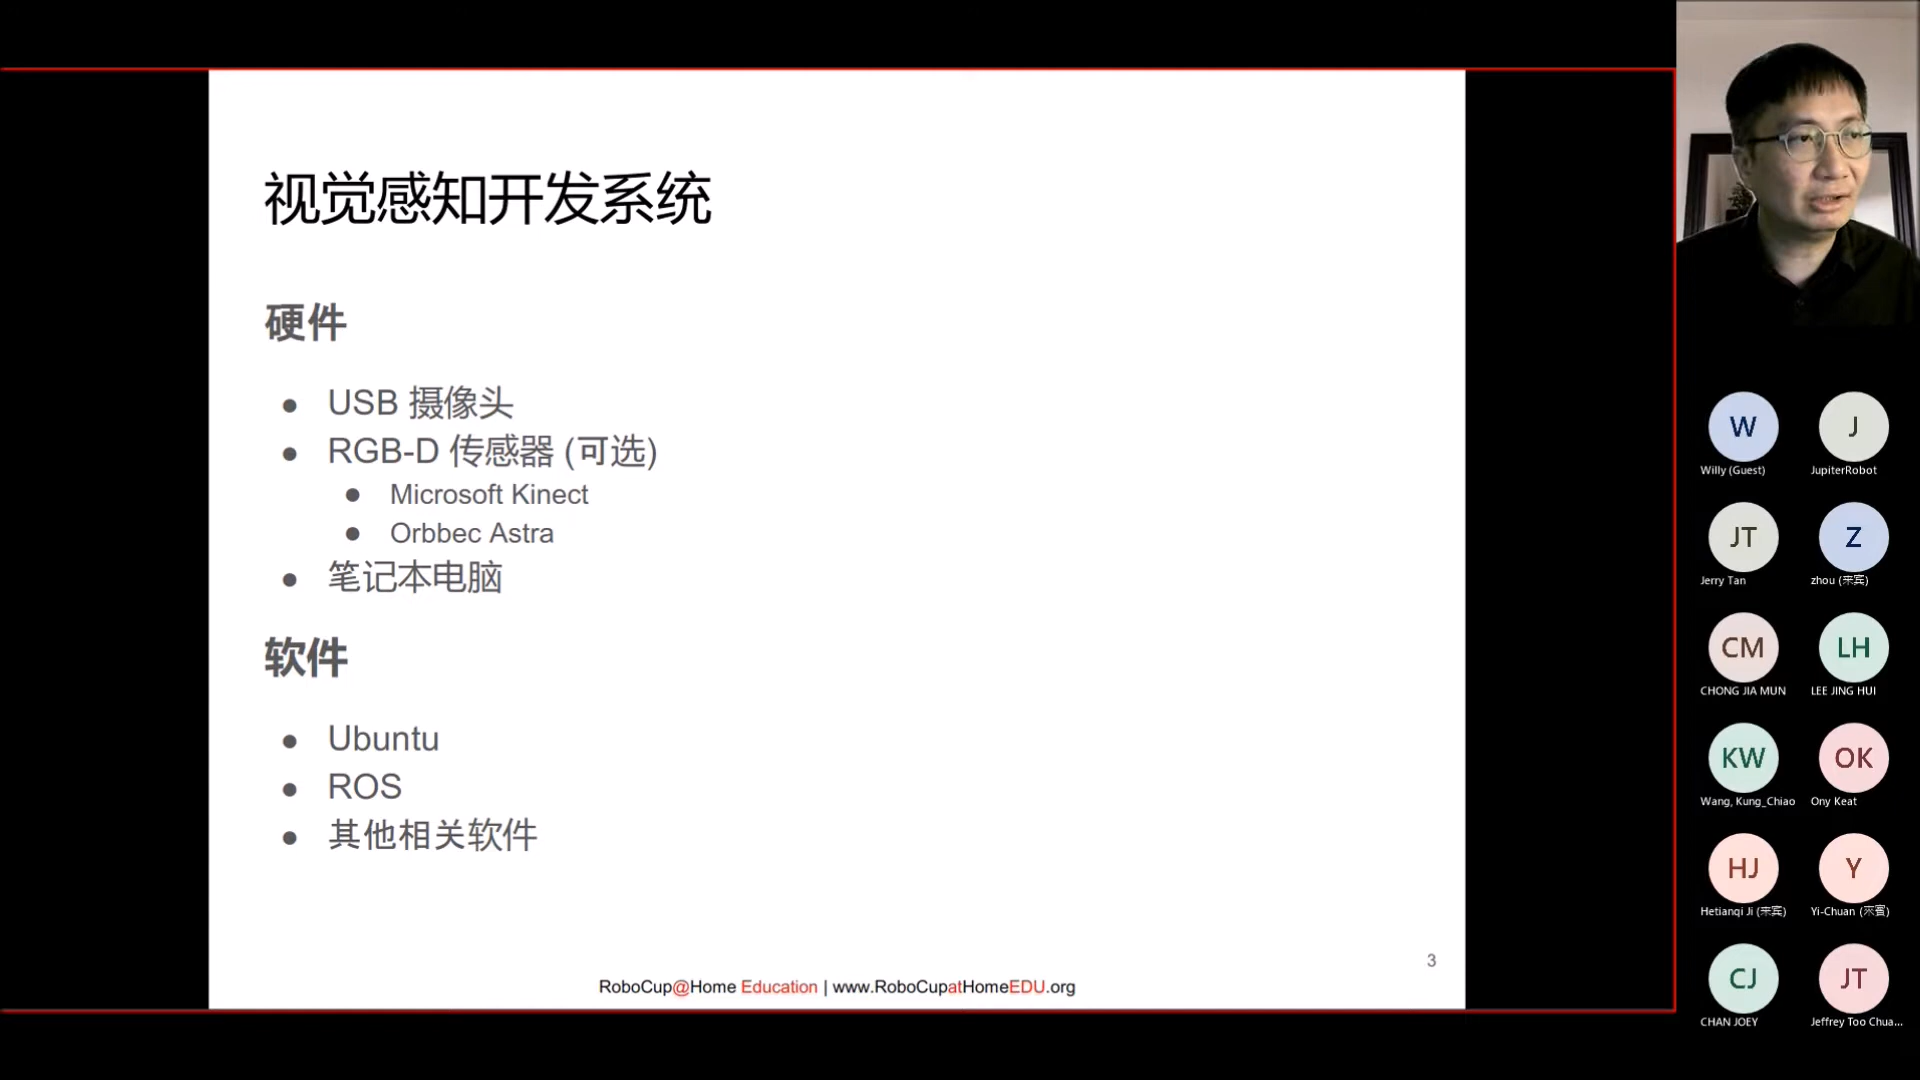 视觉感知开发系统
硬件
● USB 摄像头
● RGB-D 传感器 (可选)
● Microsoft Kinect
● Orbbec Astra
● 笔记本电脑
软件
● Ubuntu
● ROS
● 其他相关软件
3
RoboCup@Home Education | www.RoboCupatHomeEDU.org
W J
Willy (Guest) JupiterRobot
JT Z
Jerry Tan zhou (来宾)
CM LH
CHONG JIA MUN LEE JING HUI
KW OK
Wang, Kung_Chiao Ony Keat
HJ Y
Hetianqi Ji (来宾) Yi-Chuan (來賓)
CJ JT
CHAN JOEY Jeffrey Too Chua...